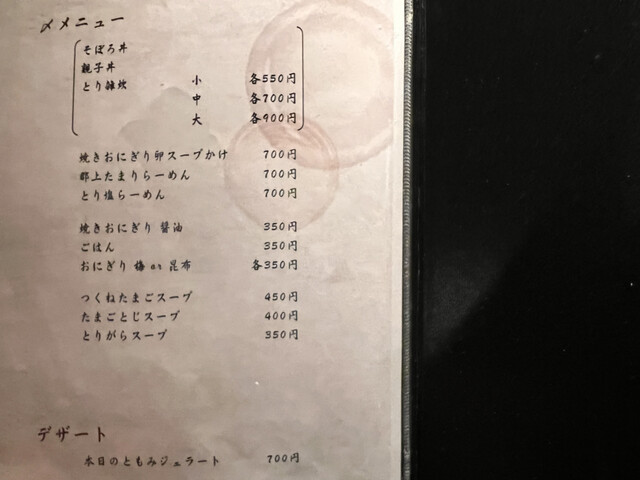 〆メニュー
そぼろ丼
親子丼
とり雑炊 小 各550円
中 各700円
大 各900円
焼きおにぎり卵スープかけ 700円
郡上たまりらーめん 700円
とり塩らーめん 700円
焼きおにぎり 醤油 350円
ごはん 350円
おにぎり 梅 or 昆布 各350円
つくねたまごスープ 450円
たまごとじスープ 400円
とりがらスープ 350円
デザート
本日のともみジェラート 700円